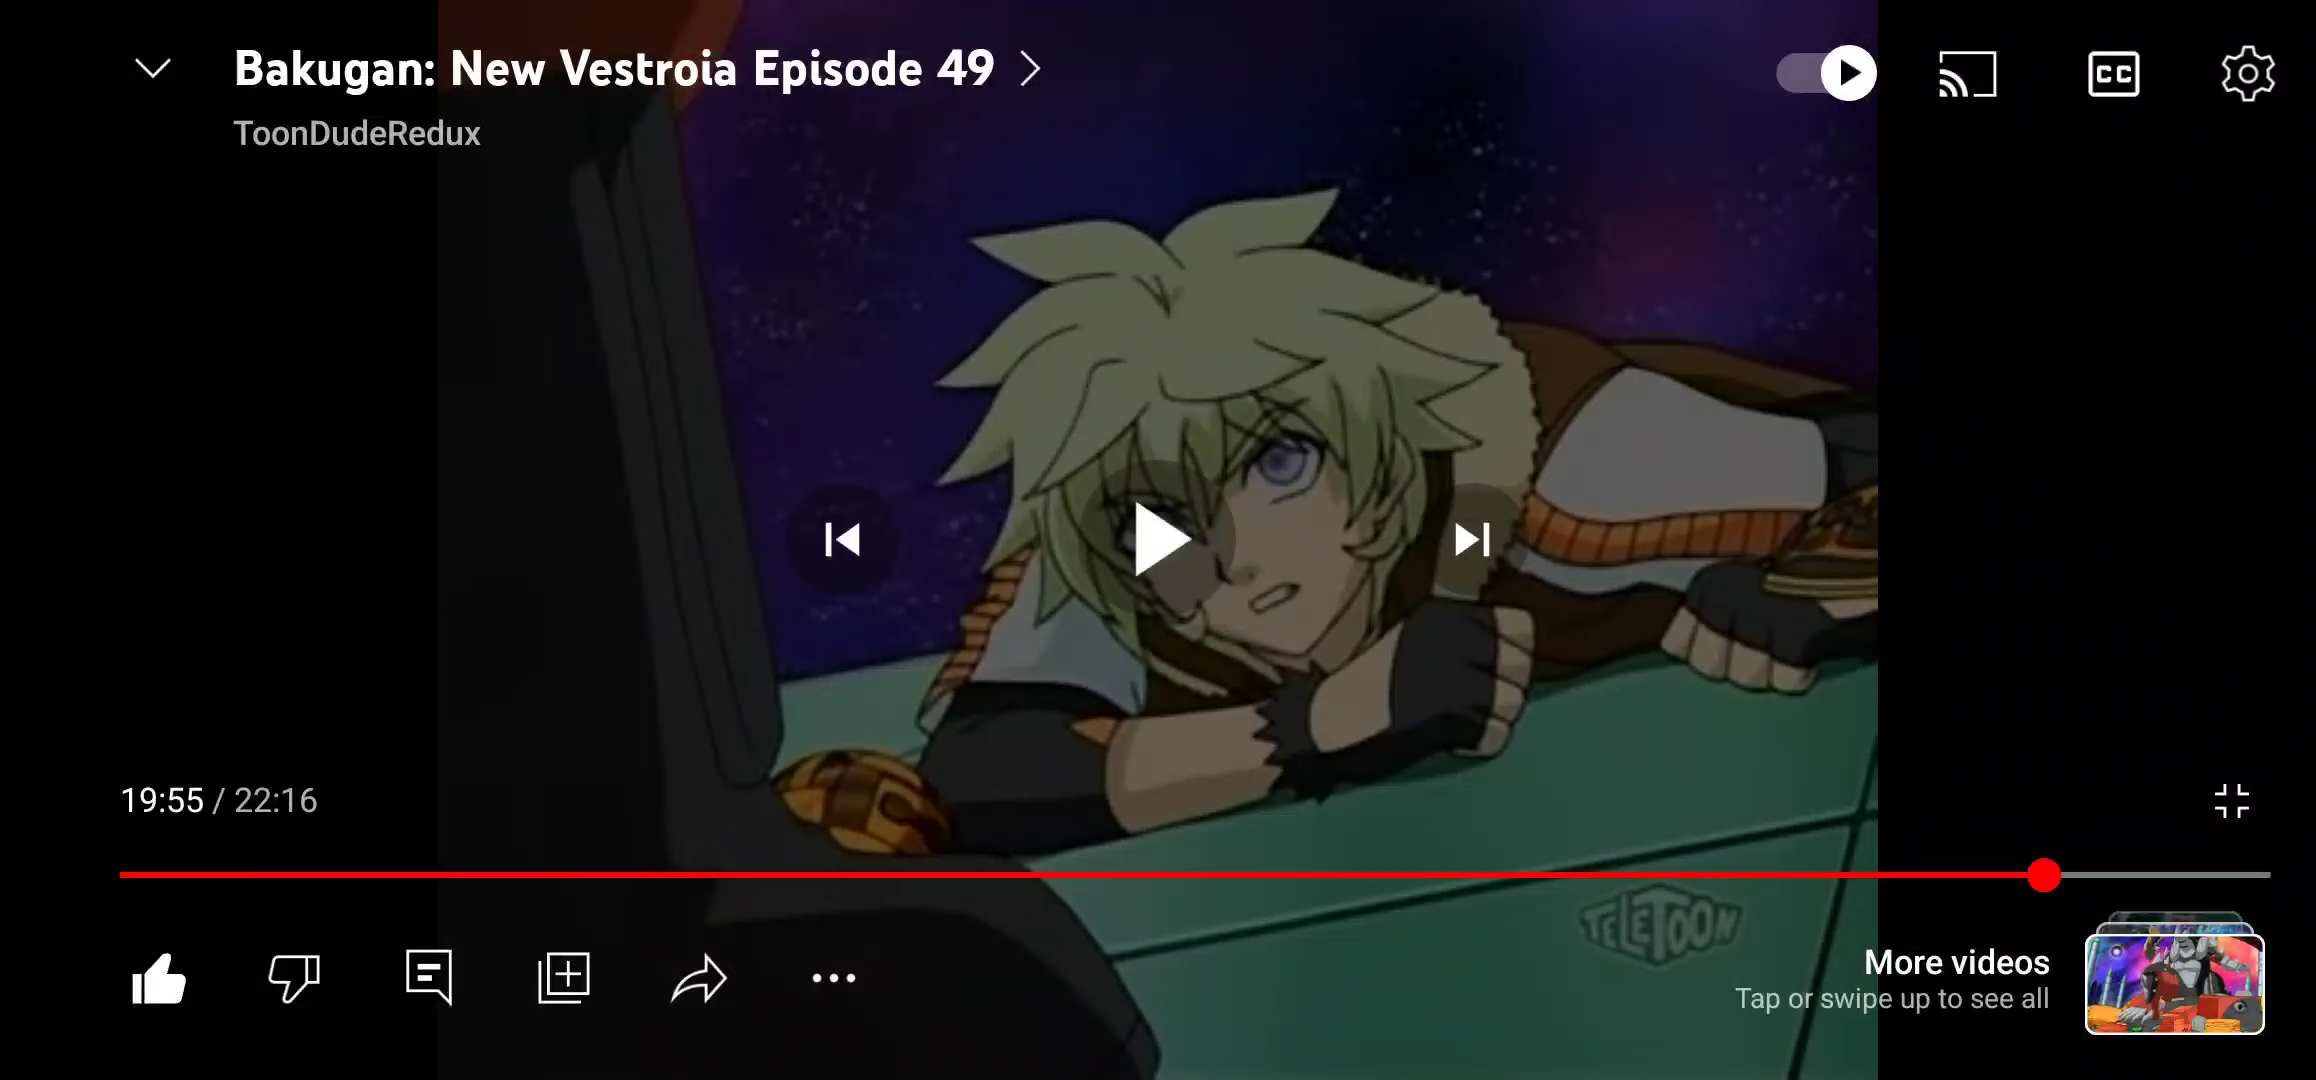 Bakugan: New Vestroia Episode 49
ToonDudeRedux
CC
19:55 / 22:16
TELETOON
More videos
Tap or swipe up to see all